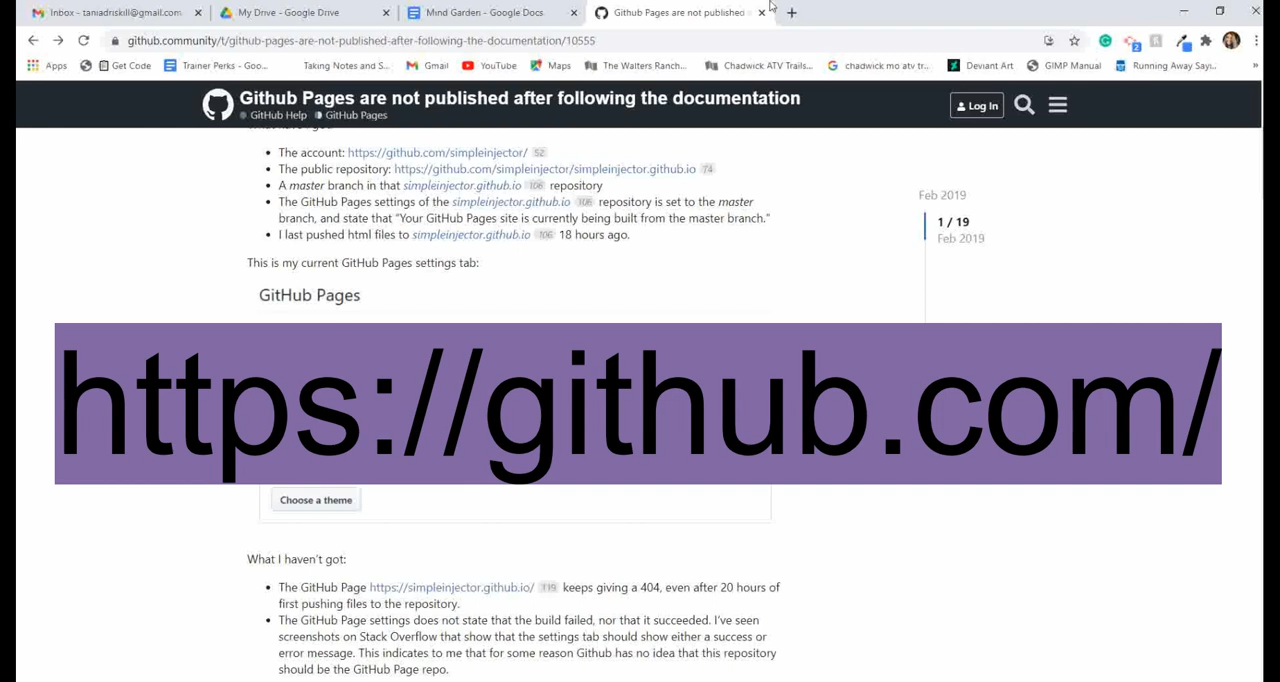 Inbox - taniadriskill@gmail.com
My Drive - Google Drive
Mind Garden - Google Docs
Github Pages are not published
github.community/t/github-pages-are-not-published-after-following-the-documentation/10555
Apps
Get Code
Trainer Perks - Goo...
Taking Notes and S...
Gmail
YouTube
Maps
The Walters Ranch...
Chadwick ATV Trails...
chadwick mo atv tr...
Deviant Art
GIMP Manual
Running Away Sayi...
»
Github Pages are not published after following the documentation
GitHub Help GitHub Pages
Log In
The account: https://github.com/simpleinjector/ 52
The public repository: https://github.com/simpleinjector/simpleinjector.github.io 74
A master branch in that simpleinjector.github.io 106 repository
The GitHub Pages settings of the simpleinjector.github.io 106 repository is set to the master
branch, and state that “Your GitHub Pages site is currently being built from the master branch.”
I last pushed html files to simpleinjector.github.io 106 18 hours ago.
This is my current GitHub Pages settings tab:
GitHub Pages
Feb 2019
1 / 19
Feb 2019
https://github.com/
Choose a theme
What I haven't got:
The GitHub Page https://simpleinjector.github.io/ 119 keeps giving a 404, even after 20 hours of
first pushing files to the repository.
The GitHub Page settings does not state that the build failed, nor that it succeeded. I've seen
screenshots on Stack Overflow that show that the settings tab should show either a success or
error message. This indicates to me that for some reason Github has no idea that this repository
should be the GitHub Page repo.